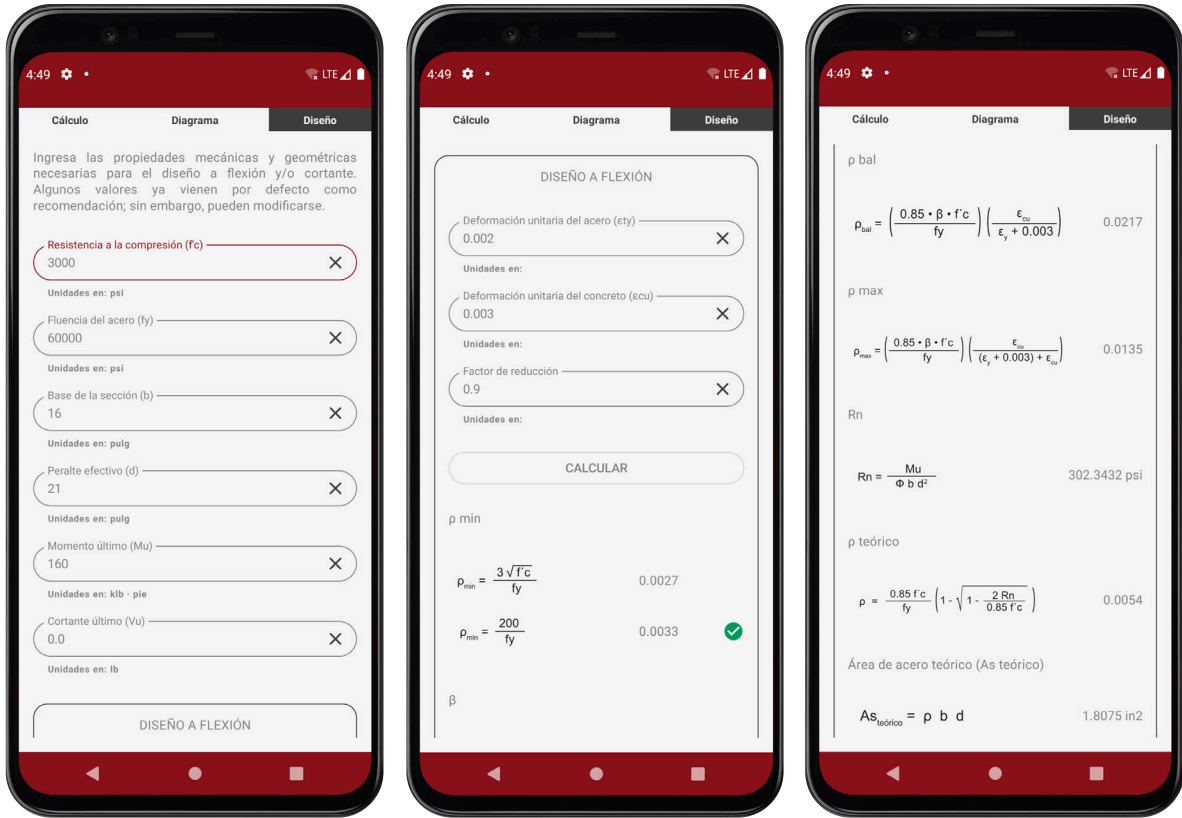 4:49
LTE
Cálculo Diagrama Diseño
Ingresa las propiedades mecánicas y geométricas
necesarias para el diseño a flexión y/o cortante.
Algunos valores ya vienen por defecto como
recomendación; sin embargo, pueden modificarse.
Resistencia a la compresión (f'c)
3000
Unidades en: psi
Fluencia del acero (fy)
60000
Unidades en: psi
Base de la sección (b)
16
Unidades en: pulg
Peralte efectivo (d)
21
Unidades en: pulg
Momento último (Mu)
160
Unidades en: klb · pie
Cortante último (Vu)
0.0
Unidades en: lb
DISEÑO A FLEXIÓN
4:49
LTE
Cálculo Diagrama Diseño
DISEÑO A FLEXIÓN
Deformación unitaria del acero (εty)
0.002
Unidades en:
Deformación unitaria del concreto (εcu)
0.003
Unidades en:
Factor de reducción
0.9
Unidades en:
CALCULAR
ρ min
ρmin = 3 √f´c / fy 0.0027
ρmin = 200 / fy 0.0033
β
4:49
LTE
Cálculo Diagrama Diseño
ρ bal
ρbal = ( 0.85 • β • f´c / fy ) ( εcu / εy + 0.003 ) 0.0217
ρ max
ρmax = ( 0.85 • β • f´c / fy ) ( εcu / (εy + 0.003) + εcu ) 0.0135
Rn
Rn = Mu / Φ b d² 302.3432 psi
ρ teórico
ρ = 0.85 f´c / fy ( 1 - √ 1 - 2 Rn / 0.85 f´c ) 0.0054
Área de acero teórico (As teórico)
Asteórico = ρ b d 1.8075 in2